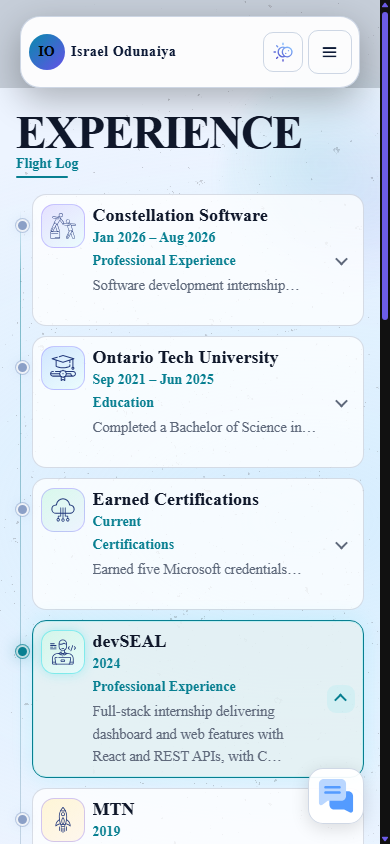 IO Israel Odunaiya
EXPERIENCE
Flight Log
Constellation Software
Jan 2026 – Aug 2026
Professional Experience
Software development internship…
Ontario Tech University
Sep 2021 – Jun 2025
Education
Completed a Bachelor of Science in…
Earned Certifications
Current
Certifications
Earned five Microsoft credentials…
devSEAL
2024
Professional Experience
Full-stack internship delivering
dashboard and web features with
React and REST APIs, with C…
MTN
2019